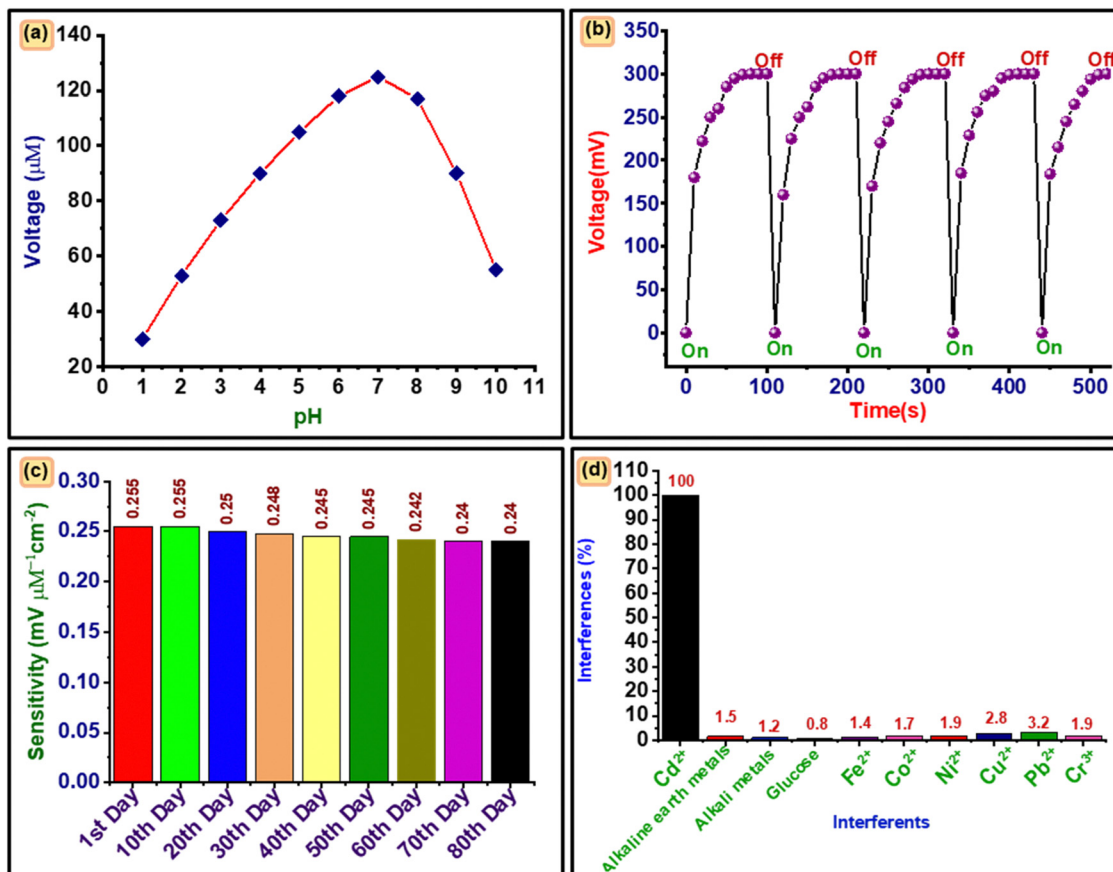 (a)
140
120
100
80
60
40
20
Voltage (μM)
0 1 2 3 4 5 6 7 8 9 10 11
pH
(b)
350
300
250
200
150
100
50
0
Voltage(mV)
Off Off Off Off Off
On On On On On
0 100 200 300 400 500
Time(s)
(c)
0.30
0.25
0.20
0.15
0.10
0.05
0.00
Sensitivity (mV μM⁻¹cm⁻²)
0.255 0.255 0.25 0.248 0.245 0.245 0.242 0.24 0.24
1st Day
10th Day
20th Day
30th Day
40th Day
50th Day
60th Day
70th Day
80th Day
(d)
110
100
90
80
70
60
50
40
30
20
10
0
Interferences (%)
100 1.5 1.2 0.8 1.4 1.7 1.9 2.8 3.2 1.9
Cd²⁺
Alkaline earth metals
Alkali metals
Glucose
Fe²⁺
Co²⁺
Ni²⁺
Cu²⁺
Pb²⁺
Cr³⁺
Interferents